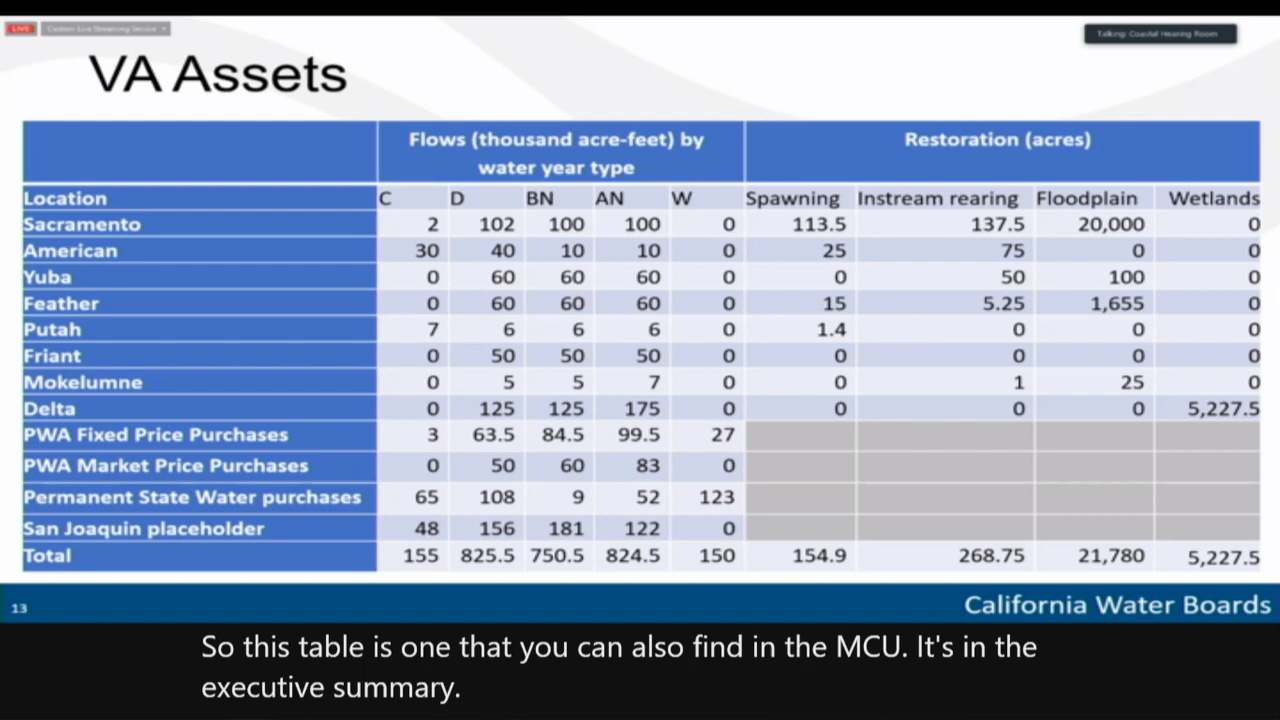 LIVE Caution: Live Streaming Service
Talking: Coastal Hearing Room
VA Assets
Flows (thousand acre-feet) by water year type Restoration (acres)
Location C D BN AN W Spawning Instream rearing Floodplain Wetlands
Sacramento 2 102 100 100 0 113.5 137.5 20,000 0
American 30 40 10 10 0 25 75 0 0
Yuba 0 60 60 60 0 0 50 100 0
Feather 0 60 60 60 0 15 5.25 1,655 0
Putah 7 6 6 6 0 1.4 0 0 0
Friant 0 50 50 50 0 0 0 0 0
Mokelumne 0 5 5 7 0 0 1 25 0
Delta 0 125 125 175 0 0 0 0 5,227.5
PWA Fixed Price Purchases 3 63.5 84.5 99.5 27
PWA Market Price Purchases 0 50 60 83 0
Permanent State Water purchases 65 108 9 52 123
San Joaquin placeholder 48 156 181 122 0
Total 155 825.5 750.5 824.5 150 154.9 268.75 21,780 5,227.5
13 California Water Boards
So this table is one that you can also find in the MCU. It's in the
executive summary.